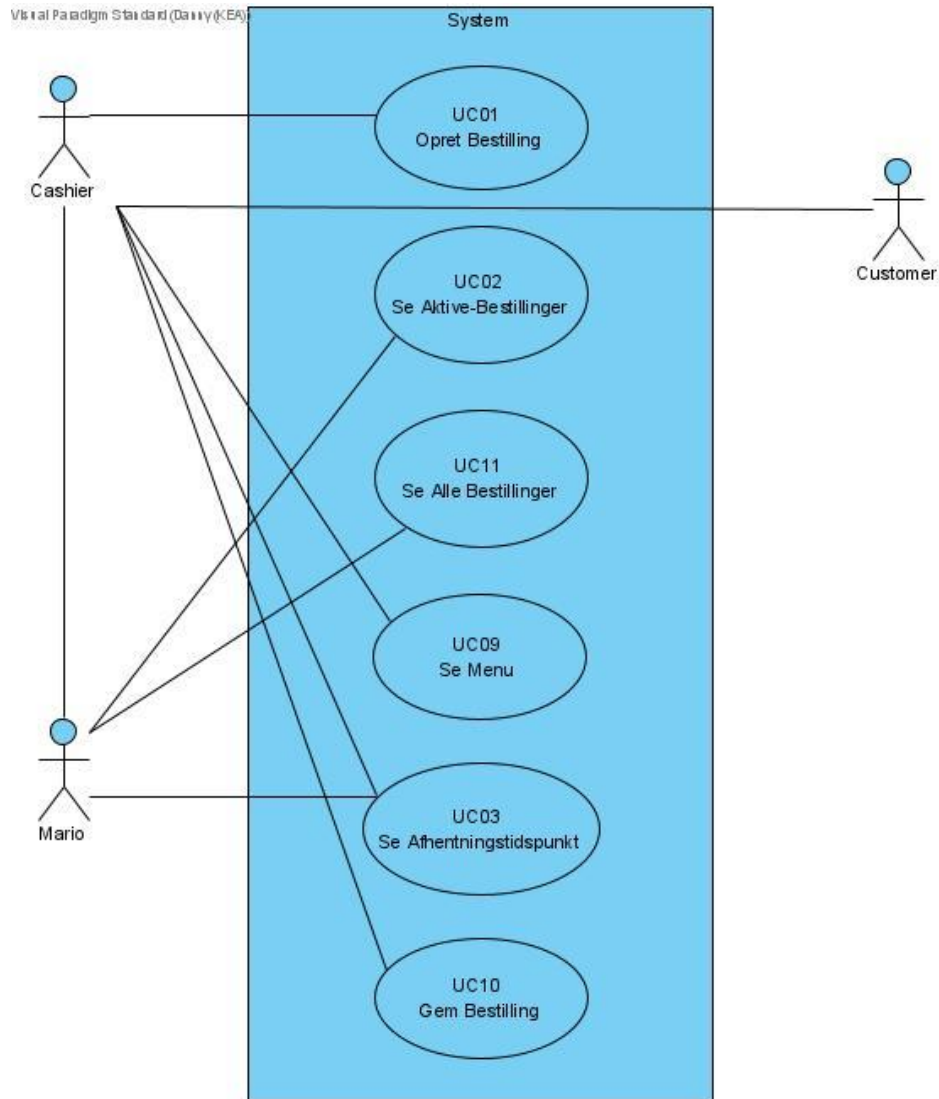 Visual Paradigm Standard (Danny (KEA))
System
Cashier
UC01
Opret Bestilling
Customer
UC02
Se Aktive-Bestillinger
UC11
Se Alle Bestillinger
UC09
Se Menu
Mario
UC03
Se Afhentningstidspunkt
UC10
Gem Bestilling